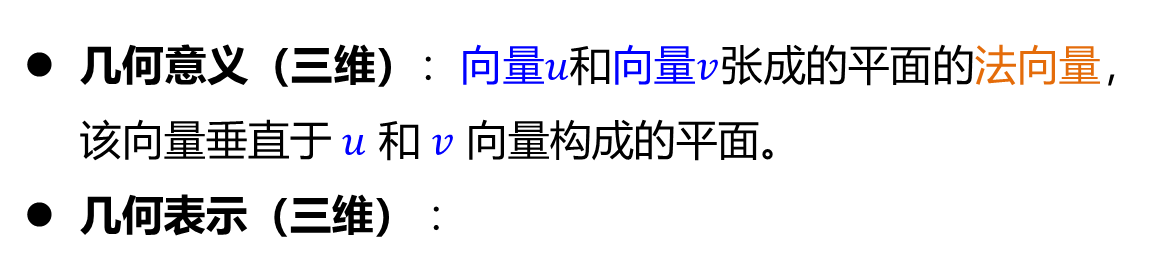 ● 几何意义（三维）：向量u和向量v张成的平面的法向量，
该向量垂直于 u 和 v 向量构成的平面。
● 几何表示（三维）：